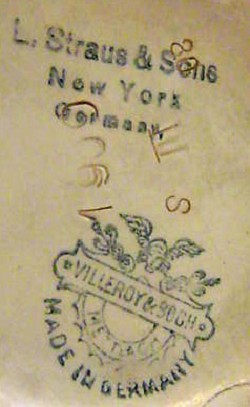 L. Straus & Sons
New York
Germany
VILLEROY & BOCH
METTLACH
MADE IN GERMANY